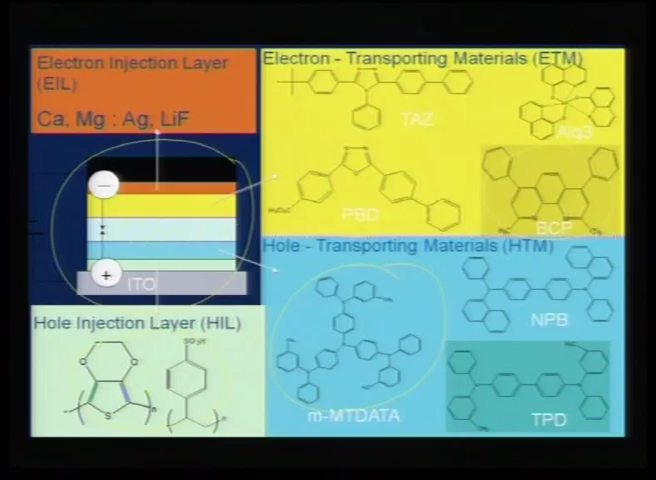 Electron Injection Layer
(EIL)
Ca, Mg : Ag, LiF
Electron - Transporting Materials (ETM)
TAZ
Alq3
PBD
BCP
−
+
ITO
Hole - Transporting Materials (HTM)
NPB
m-MTDATA
TPD
Hole Injection Layer (HIL)
O
O
S
n
n